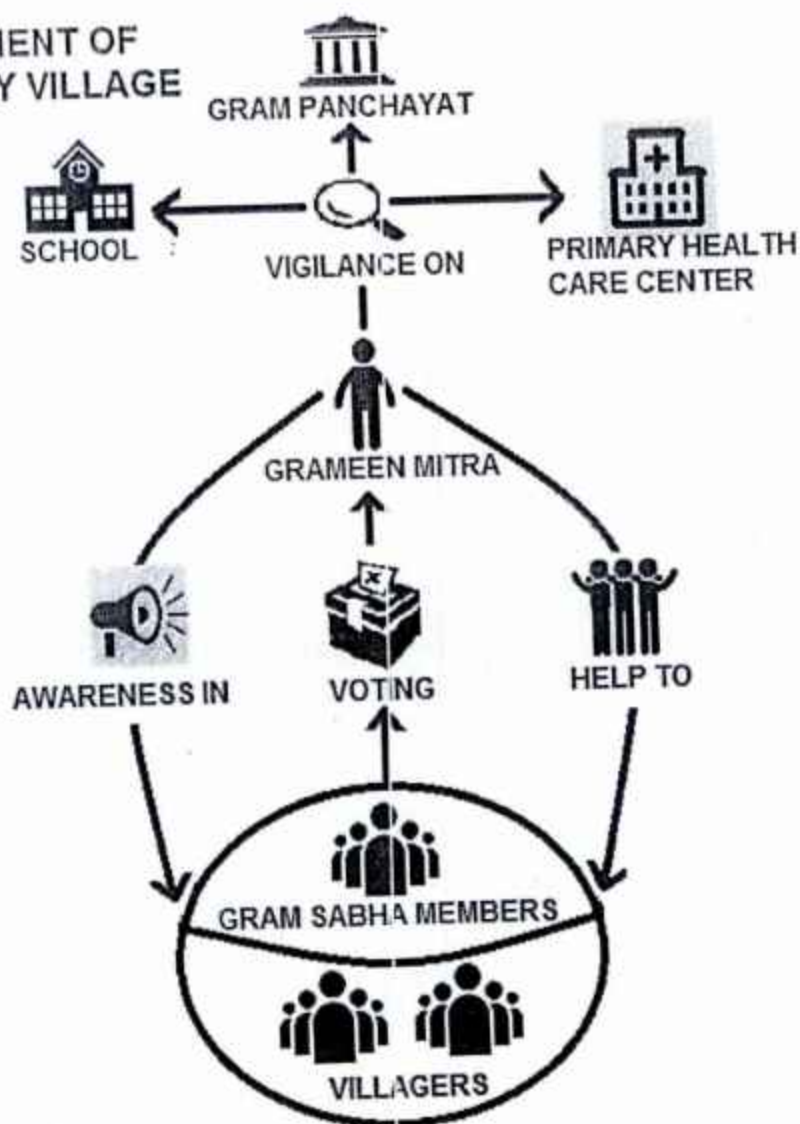 MENT OF
Y VILLAGE
GRAM PANCHAYAT
SCHOOL
PRIMARY HEALTH
CARE CENTER
VIGILANCE ON
GRAMEEN MITRA
AWARENESS IN
VOTING
HELP TO
GRAM SABHA MEMBERS
VILLAGERS